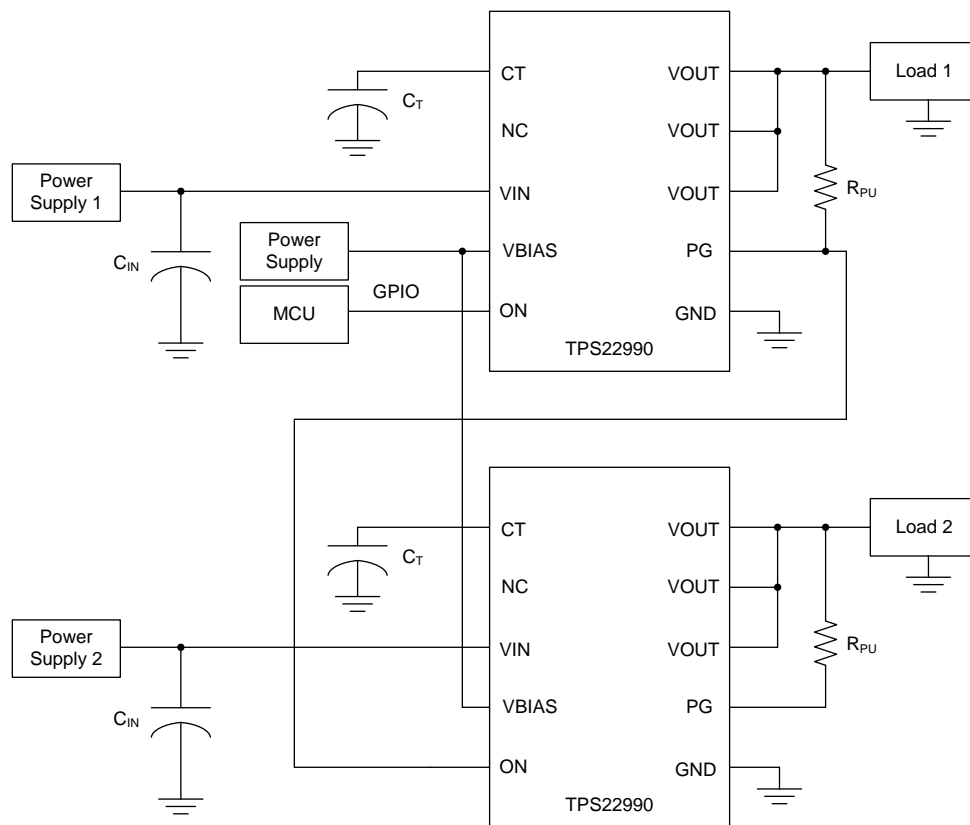 CT
VOUT
Load 1
C_T
NC
VOUT
Power
Supply 1
VIN
VOUT
R_PU
C_IN
Power
Supply
VBIAS
PG
MCU
GPIO
ON
GND
TPS22990
CT
VOUT
Load 2
C_T
NC
VOUT
Power
Supply 2
VIN
VOUT
R_PU
C_IN
VBIAS
PG
ON
GND
TPS22990